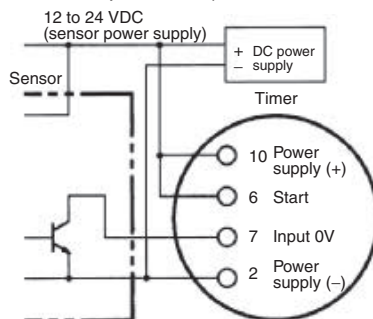 12 to 24 VDC
(sensor power supply)
+ DC power
– supply
Sensor
Timer
10 Power
supply (+)
6 Start
7 Input 0V
2 Power
supply (–)